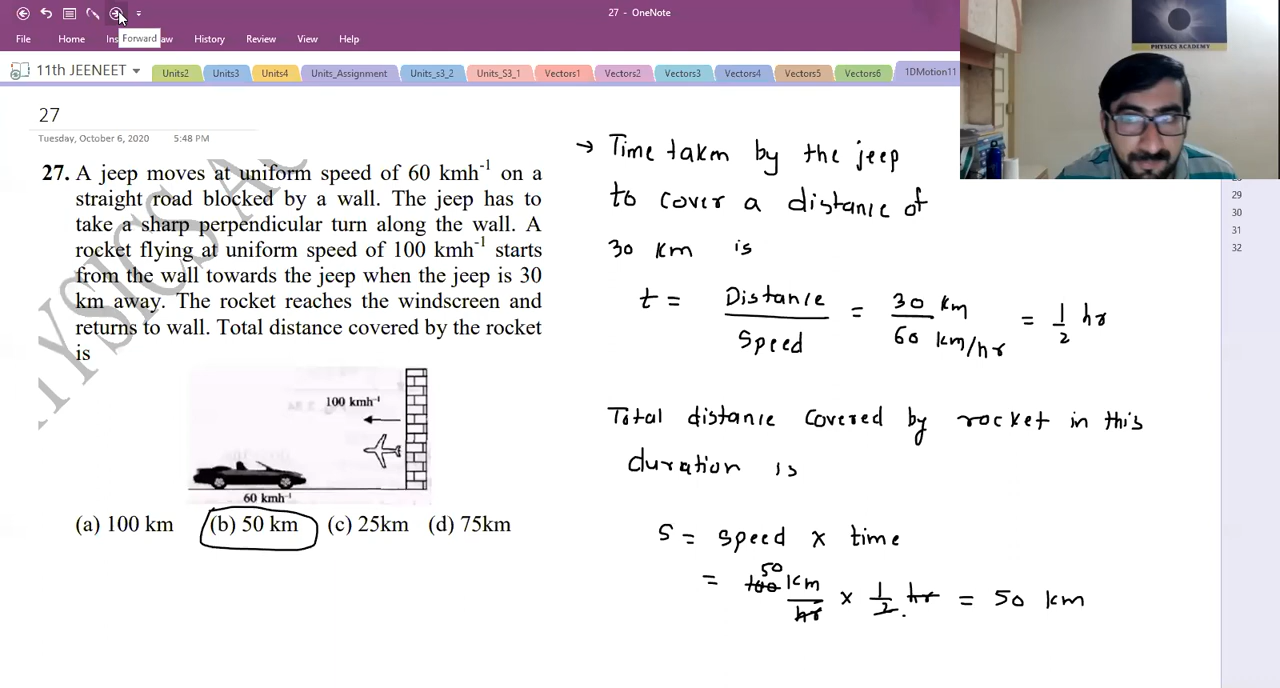 27 - OneNote
Forward
File Home Ins aw History Review View Help
11th JEENEET Units2 Units3 Units4 Units_Assignment Units_s3_2 Units_S3_1 Vectors1 Vectors2 Vectors3 Vectors4 Vectors5 Vectors6 1DMotion11
PHYSICS ACADEMY
27
Tuesday, October 6, 2020 5:48 PM
27. A jeep moves at uniform speed of 60 kmh⁻¹ on a
straight road blocked by a wall. The jeep has to
take a sharp perpendicular turn along the wall. A
rocket flying at uniform speed of 100 kmh⁻¹ starts
from the wall towards the jeep when the jeep is 30
km away. The rocket reaches the windscreen and
returns to wall. Total distance covered by the rocket
is
100 kmh⁻¹
60 kmh⁻¹
(a) 100 km (b) 50 km (c) 25km (d) 75km
→ Time takm by the jeep
to cover a distance of
30 km is
t = Distance / Speed = 30 km / 60 km/hr = 1/2 hr
Total distance covered by rocket in this
duration is
S = speed x time
50
= 100 km/hr x 1/2 hr = 50 km
29
30
31
32